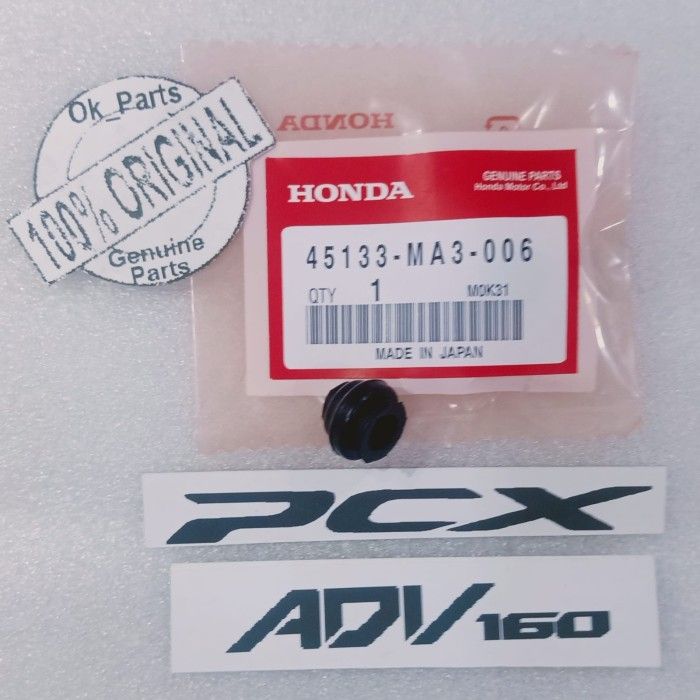 Ok_Parts
100% ORIGINAL
Genuine
Parts
HONDA
HONDA
GENUINE PARTS
Honda Motor Co., Ltd
45133-MA3-006
QTY 1 M0K31
MADE IN JAPAN
PCX
ADV160